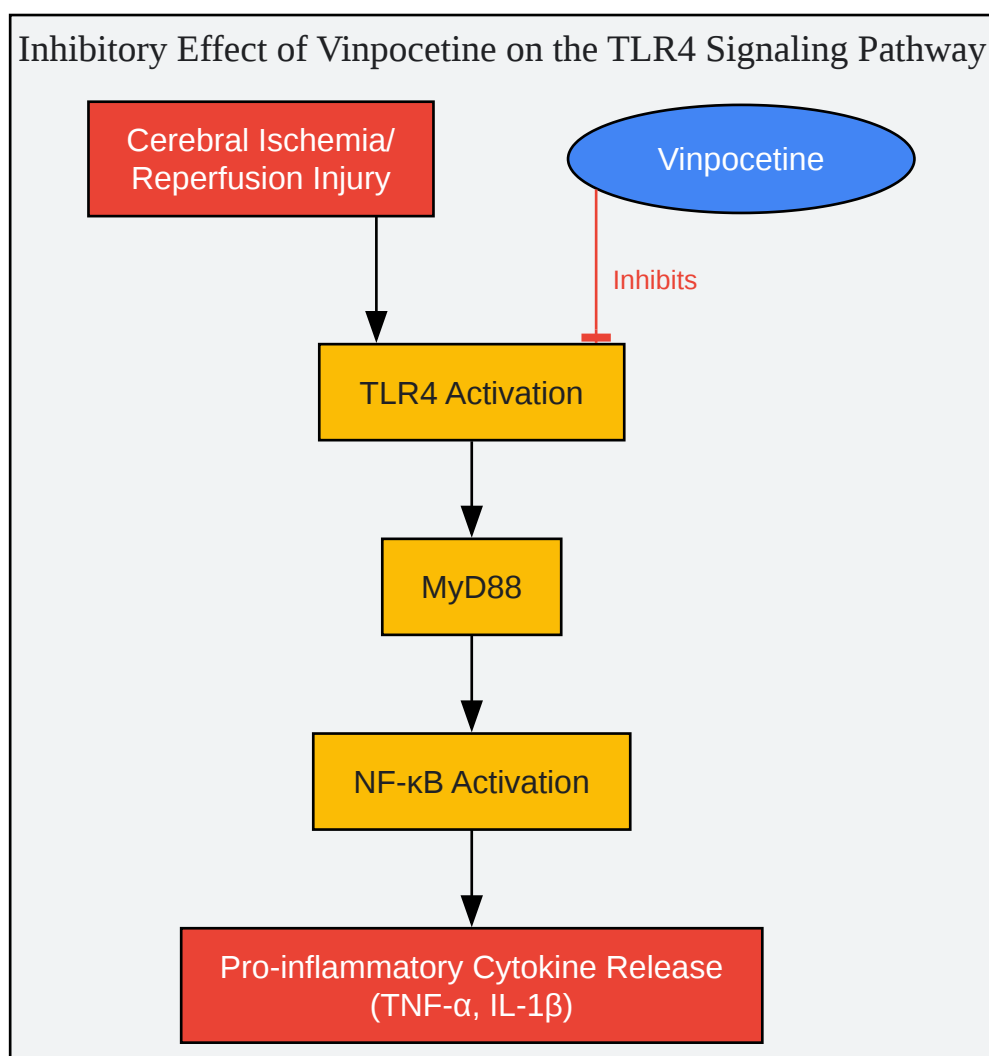 Inhibitory Effect of Vinpocetine on the TLR4 Signaling Pathway
Cerebral Ischemia/
Reperfusion Injury
Vinpocetine
Inhibits
TLR4 Activation
MyD88
NF-κB Activation
Pro-inflammatory Cytokine Release
(TNF-α, IL-1β)